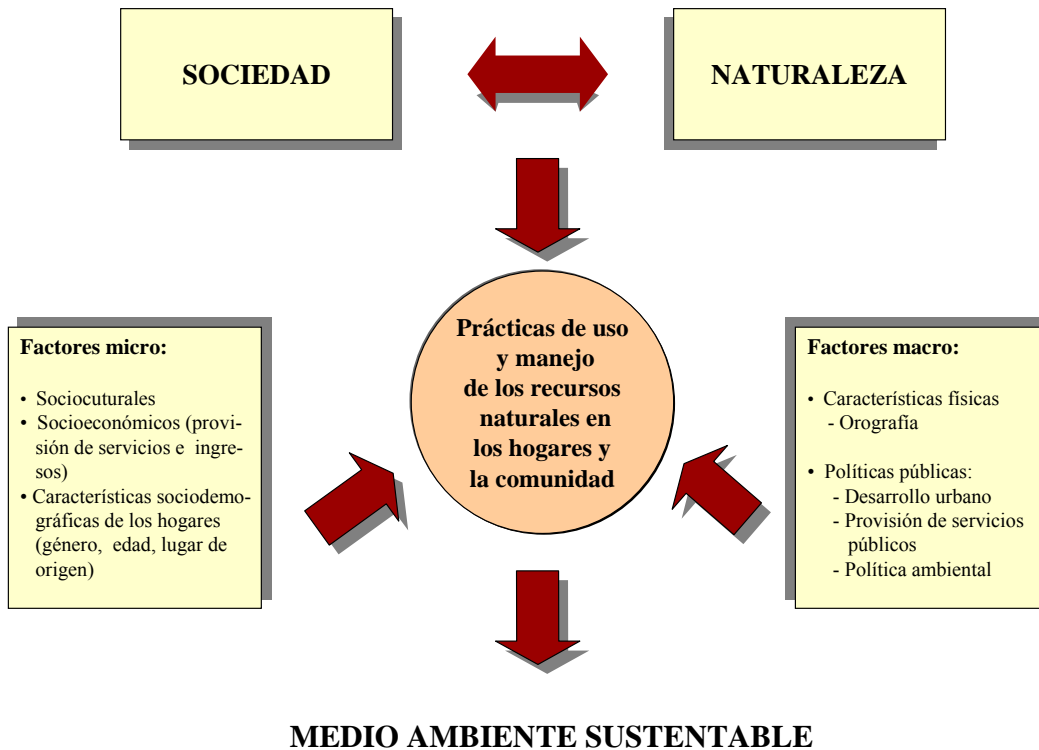 SOCIEDAD
NATURALEZA
Prácticas de uso
y manejo
de los recursos
naturales en
los hogares y
la comunidad
Factores micro:
• Sociocuturales
• Socioeconómicos (provi-
sión de servicios e ingre-
sos)
• Características sociodemo-
gráficas de los hogares
(género, edad, lugar de
origen)
Factores macro:
• Características físicas
- Orografía
• Políticas públicas:
- Desarrollo urbano
- Provisión de servicios
públicos
- Política ambiental
MEDIO AMBIENTE SUSTENTABLE